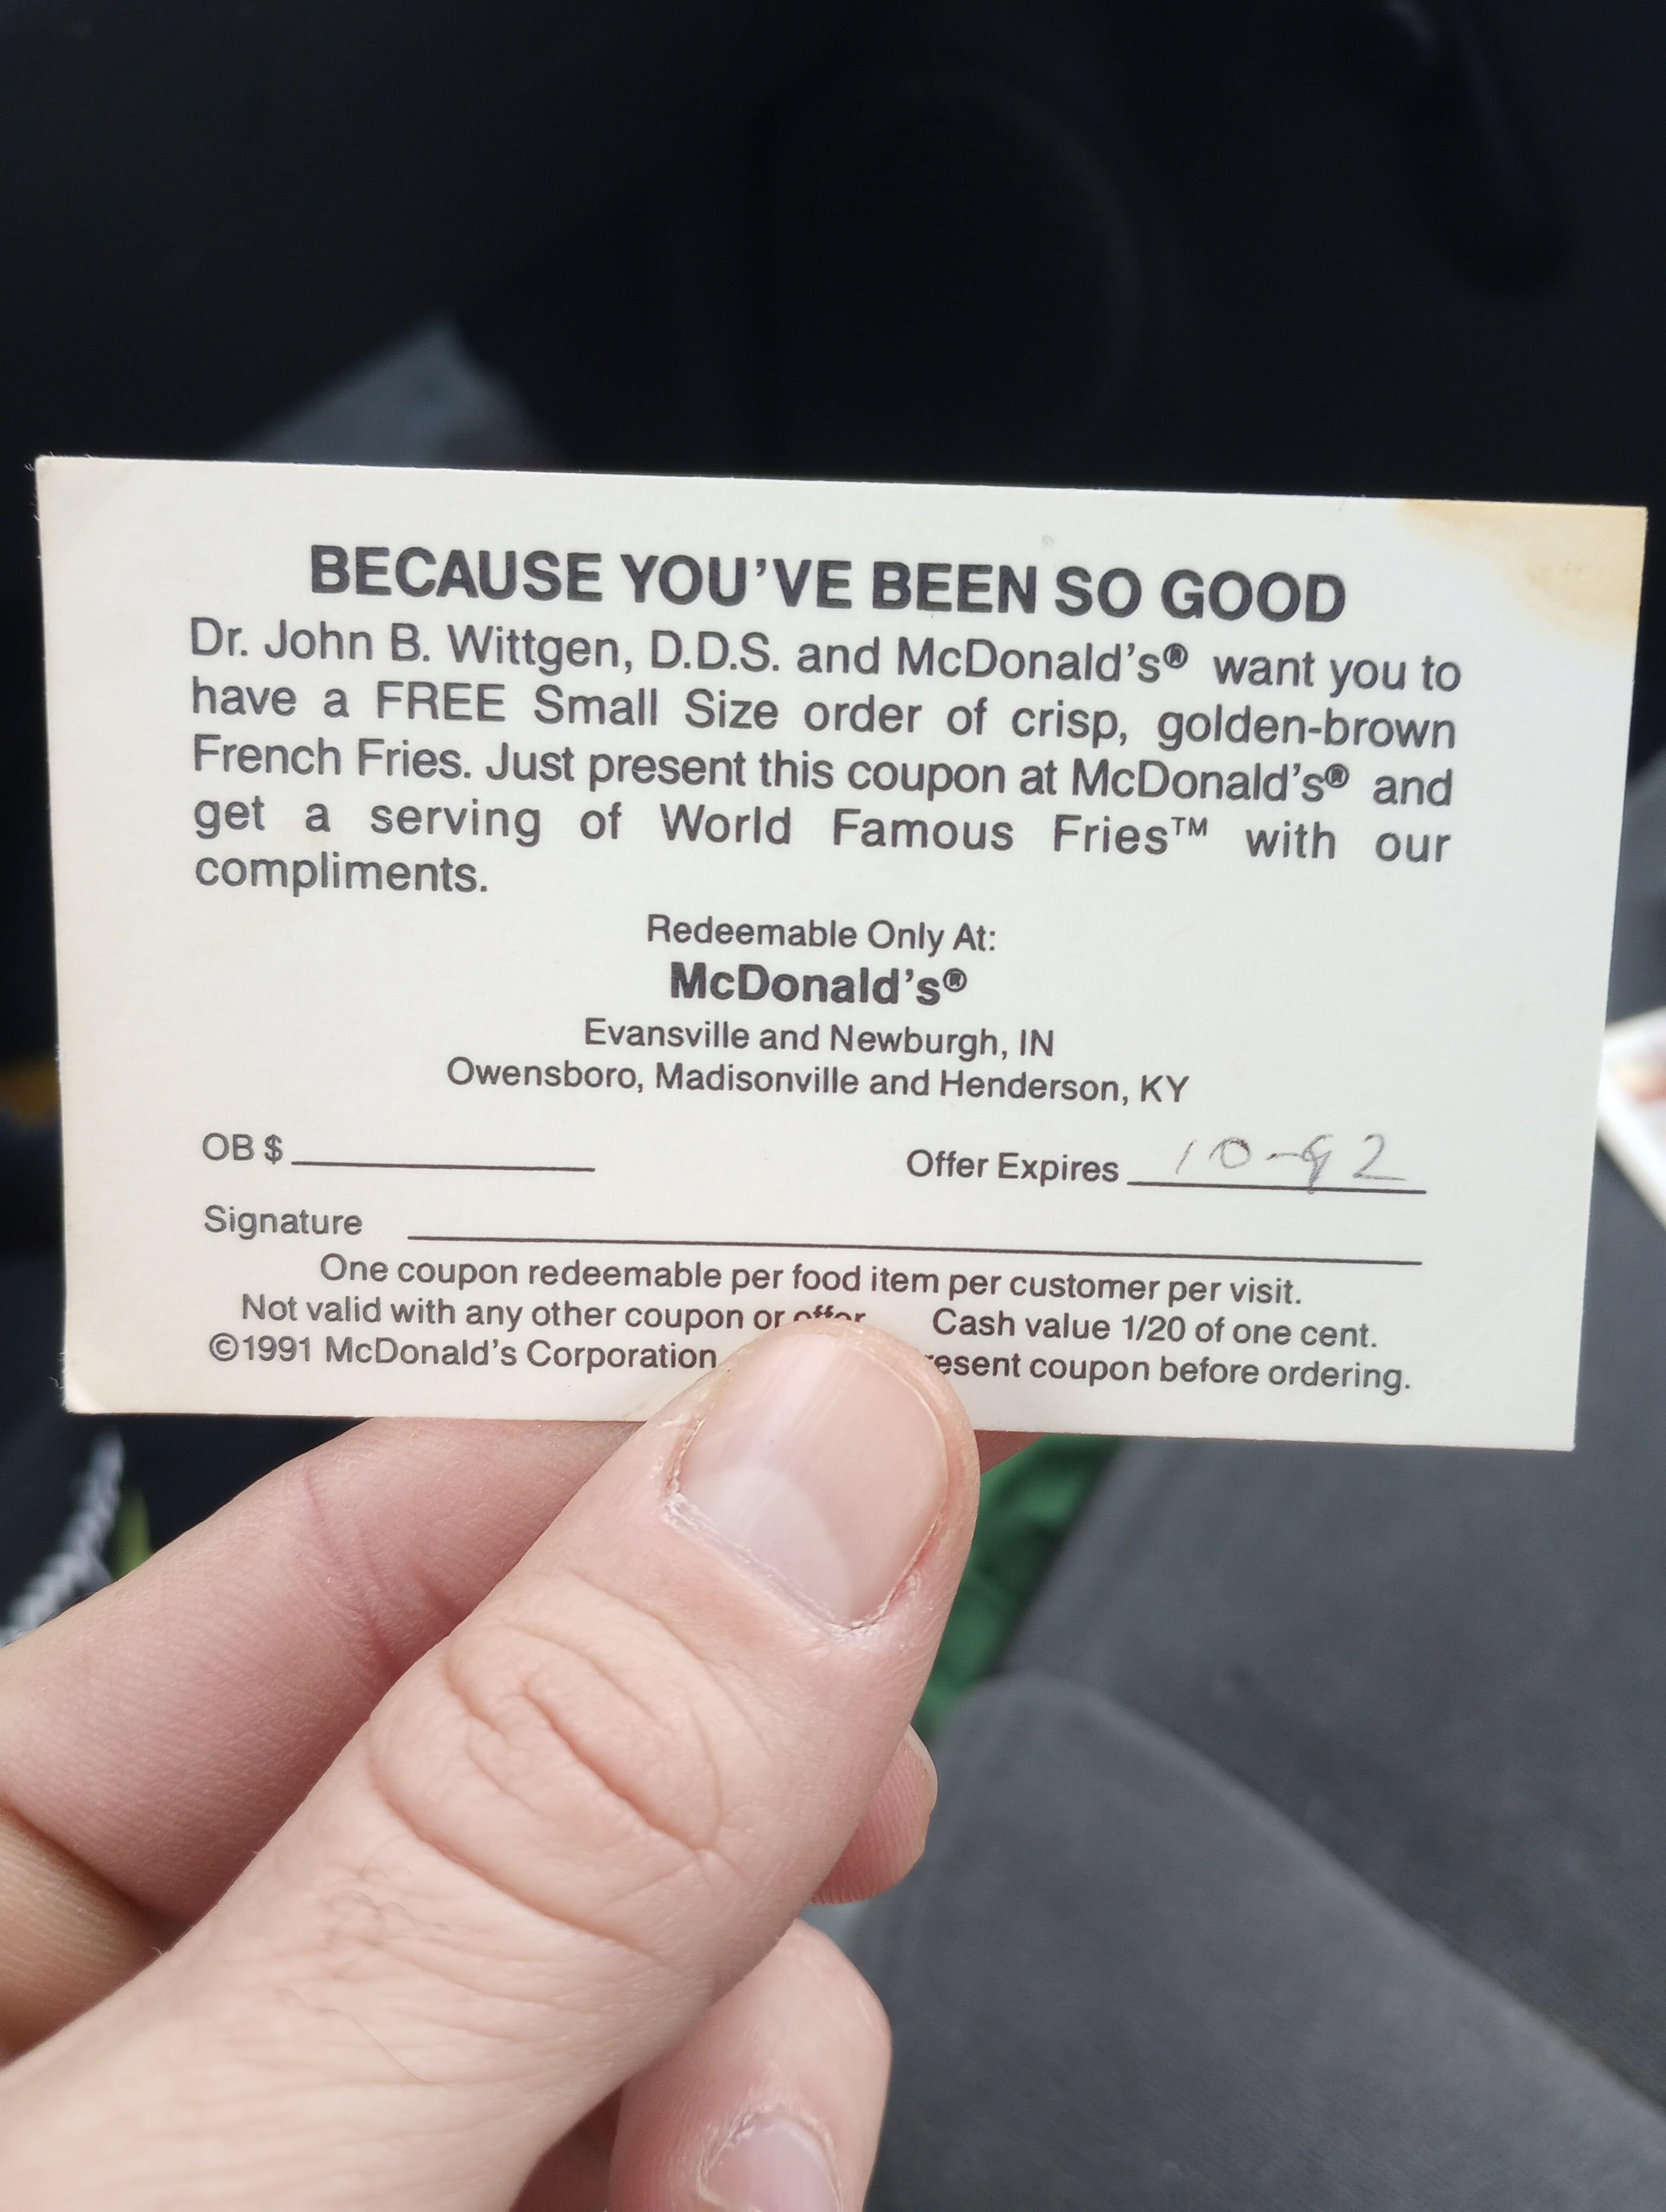 BECAUSE YOU'VE BEEN SO GOOD
Dr. John B. Wittgen, D.D.S. and McDonald's® want you to
have a FREE Small Size order of crisp, golden-brown
French Fries. Just present this coupon at McDonald's® and
get a serving of World Famous Fries™ with our
compliments.
Redeemable Only At:
McDonald's®
Evansville and Newburgh, IN
Owensboro, Madisonville and Henderson, KY
OB $ Offer Expires 10-92
Signature
One coupon redeemable per food item per customer per visit.
Not valid with any other coupon or offer Cash value 1/20 of one cent.
©1991 McDonald's Corporation coupon before ordering.